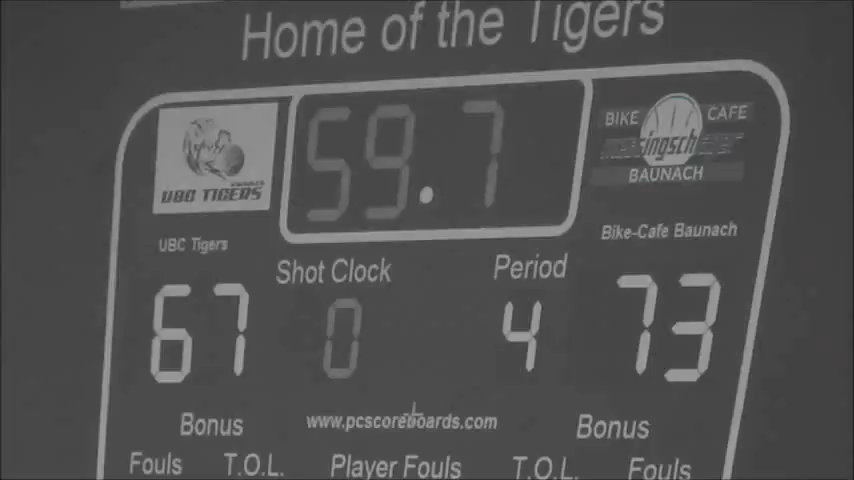 Home of the Tigers
59.7
UBC TIGERS
BIKE CAFE
BAUNACH
UBC Tigers
Bike-Cafe Baunach
Shot Clock
Period
67
0
4
73
Bonus
www.pcscoreboards.com
Bonus
Fouls
T.O.L.
Player Fouls
T.O.L.
Fouls